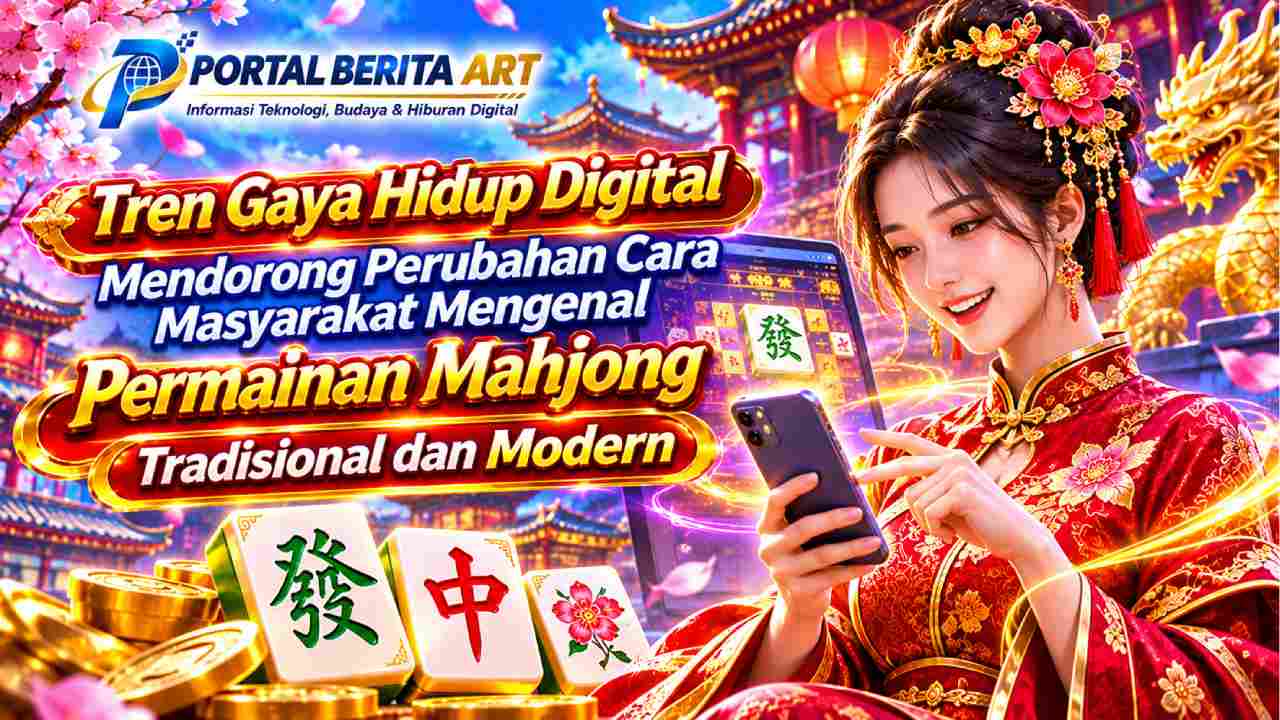 PORTAL BERITA ART
Informasi Teknologi, Budaya & Hiburan Digital
Tren Gaya Hidup Digital
Mendorong Perubahan Cara
Masyarakat Mengenal
Permainan Mahjong
Tradisional dan Modern
發
發
中